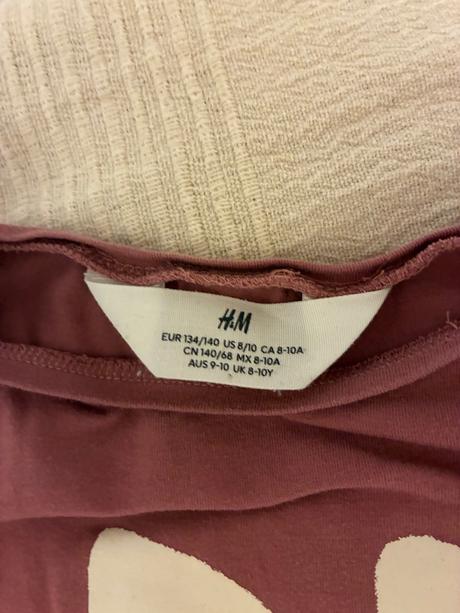 H&M
EUR 134/140 US 8/10 CA 8-10A
CN 140/68 MX 8-10A
AUS 9-10 UK 8-10Y